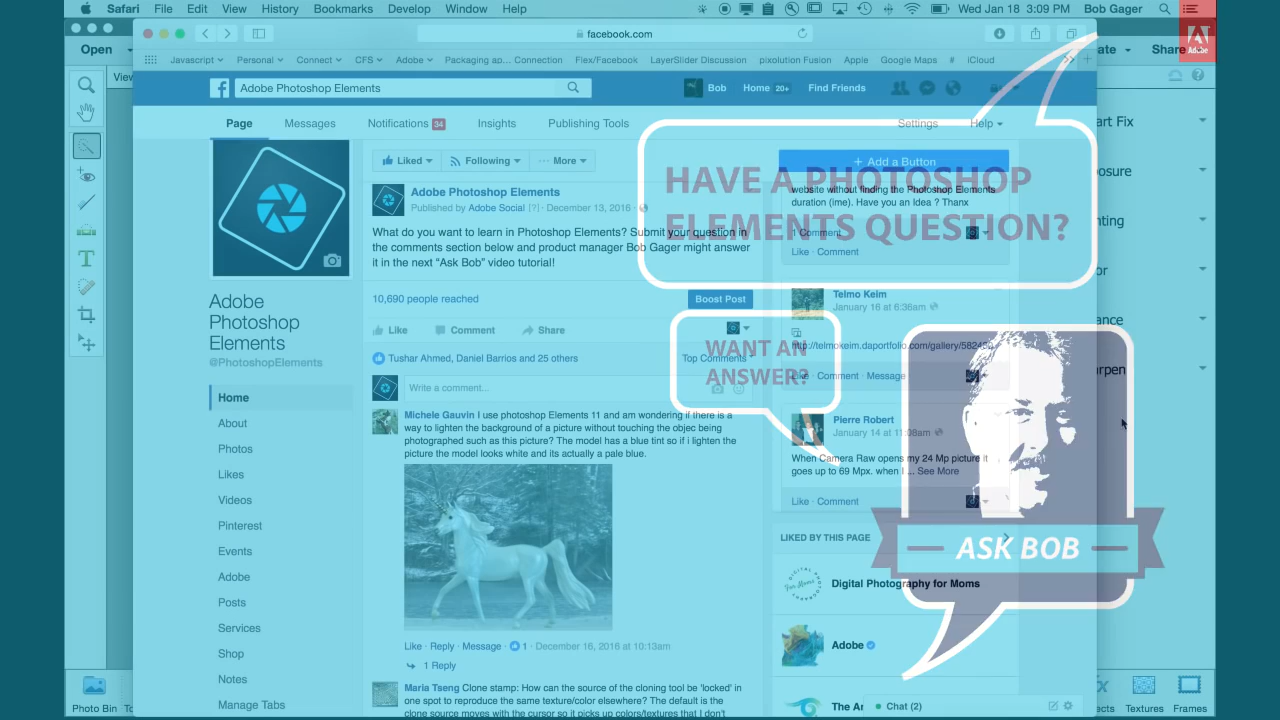 Safari File Edit View History Bookmarks Develop Window Help
Wed Jan 18 3:09 PM Bob Gager
Open
facebook.com
Share
Adobe
View
Javascript Personal Connect CFS Adobe Packaging ap... Connection Flex/Facebook LayerSlider Discussion pixolution Fusion Apple Google Maps # iCloud
Adobe Photoshop Elements
Bob Home 20+ Find Friends
Page Messages Notifications 34 Insights Publishing Tools Settings Help
Liked Following ... More
+ Add a Button
HAVE A PHOTOSHOP
ELEMENTS QUESTION?
website without finding the Photoshop Elements
duration (ime). Have you an Idea ? Thanx
1 Comment
Like · Comment
Adobe Photoshop Elements
Published by Adobe Social [?] · December 13, 2016 ·
What do you want to learn in Photoshop Elements? Submit your question in
the comments section below and product manager Bob Gager might answer
it in the next “Ask Bob” video tutorial!
10,690 people reached
Boost Post
Like Comment Share
Tushar Ahmed, Daniel Barrios and 25 others
Top Comments
Write a comment...
WANT AN
ANSWER?
Adobe
Photoshop
Elements
@PhotoshopElements
Home
About
Photos
Likes
Videos
Pinterest
Events
Adobe
Posts
Services
Shop
Notes
Manage Tabs
Michele Gauvin I use photoshop Elements 11 and am wondering if there is a
way to lighten the background of a picture without touching the objec being
photographed such as this picture? The model has a blue tint so if i lighten the
picture the model looks white and its actually a pale blue.
Like · Reply · Message · 1 · December 16, 2016 at 10:13am
1 Reply
Maria Tseng Clone stamp: How can the source of the cloning tool be 'locked' in
one spot to reproduce the same texture/color elsewhere? The default is the
clone source moves with the cursor so it picks up colors/textures that I don't
Telmo Keim
January 16 at 6:36am
http://telmokeim.daportfolio.com/gallery/58249
Like · Comment · Message
Pierre Robert
January 14 at 11:08am
When Camera Raw opens my 24 Mp picture it
goes up to 69 Mpx. when I ... See More
Like · Comment
LIKED BY THIS PAGE
Digital Photography for Moms
Adobe
Chat (2)
ASK BOB
Photo Bin
Textures Frames